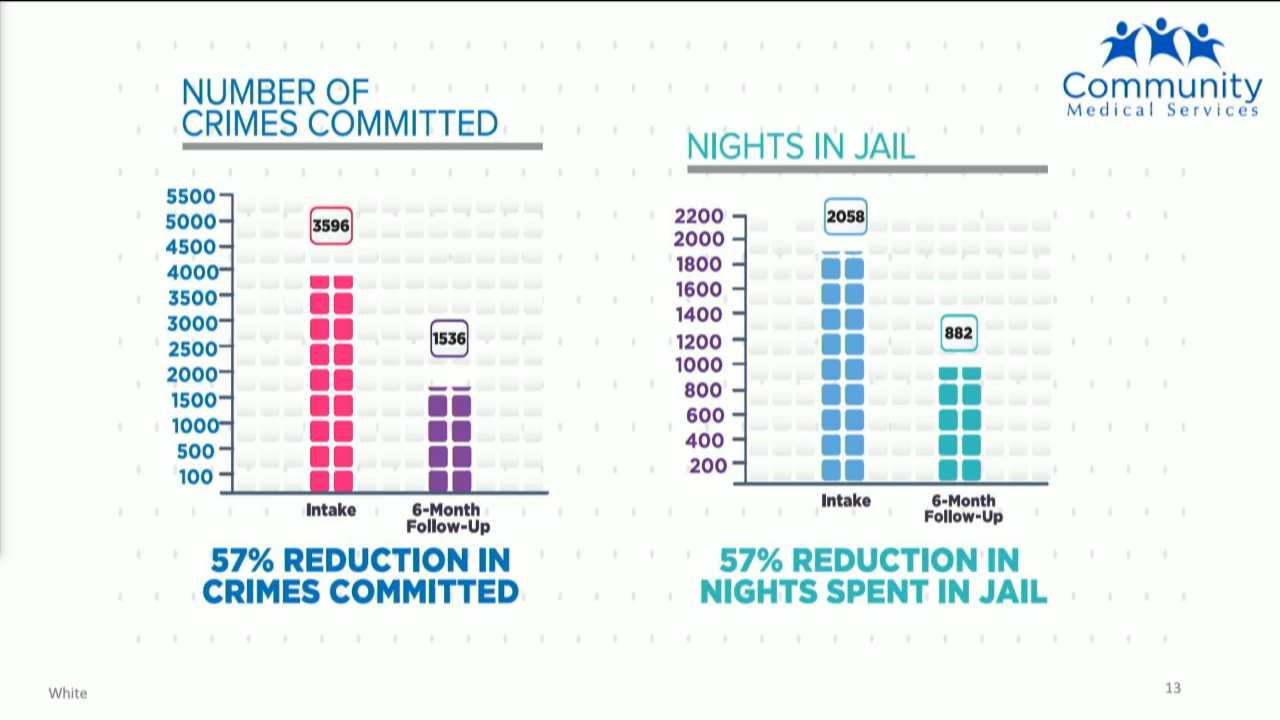 Community
Medical Services
NUMBER OF
CRIMES COMMITTED
5500
5000
4500
4000
3500
3000
2500
2000
1500
1000
500
100
3596
1536
Intake
6-Month
Follow-Up
57% REDUCTION IN
CRIMES COMMITTED
NIGHTS IN JAIL
2200
2000
1800
1600
1400
1200
1000
800
600
400
200
2058
882
Intake
6-Month
Follow-Up
57% REDUCTION IN
NIGHTS SPENT IN JAIL
White
13